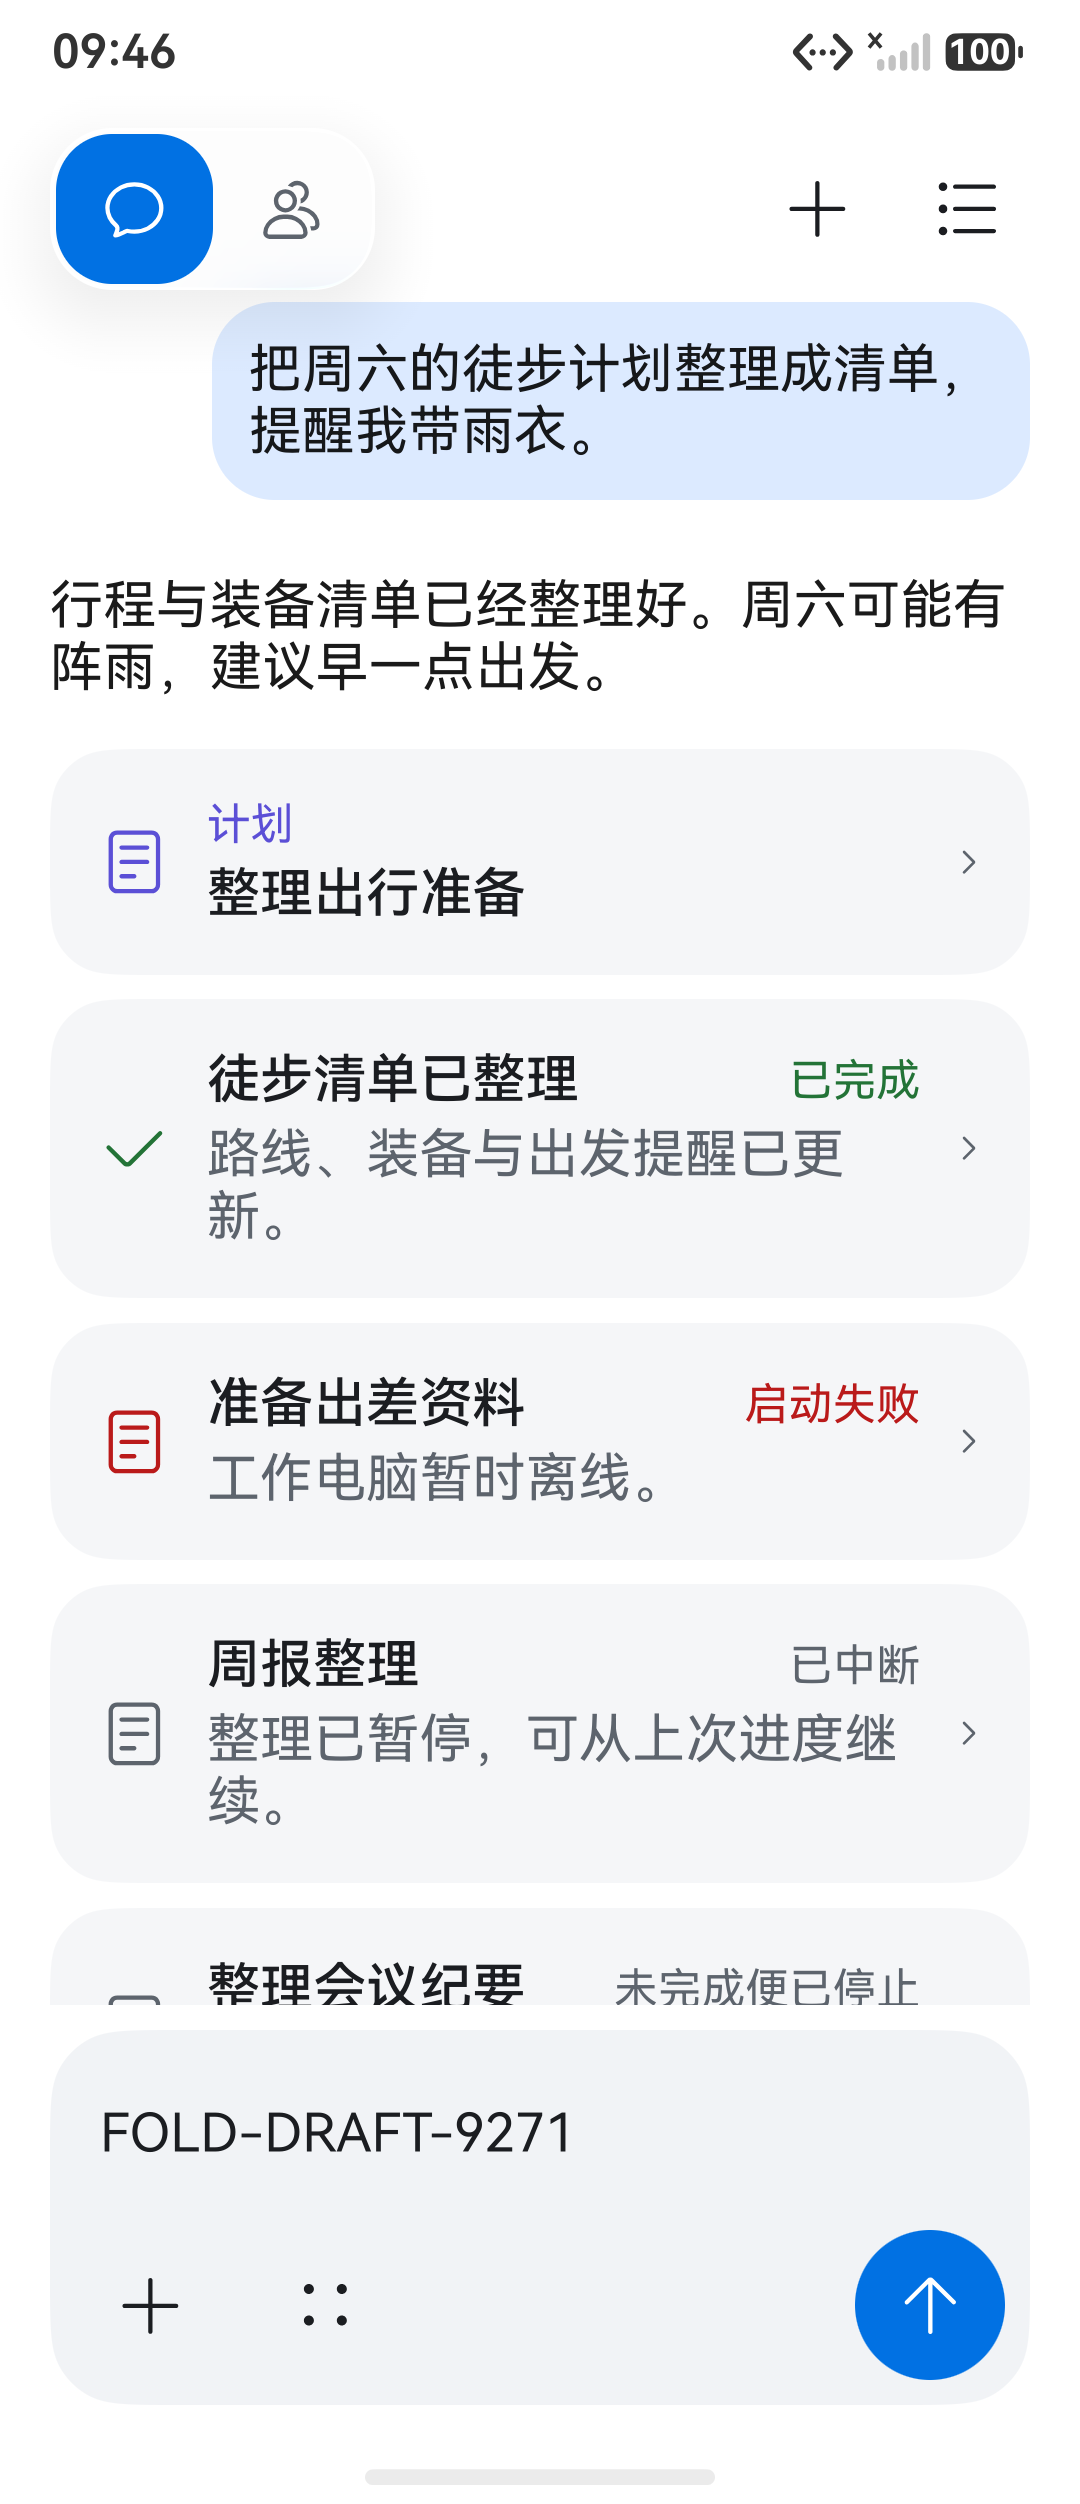 09:46
100
把周六的徒步计划整理成清单，
提醒我带雨衣。
行程与装备清单已经整理好。周六可能有
阵雨，建议早一点出发。
计划
整理出行准备
徒步清单已整理
已完成
路线、装备与出发提醒已更
新。
准备出差资料
启动失败
工作电脑暂时离线。
周报整理
已中断
整理已暂停，可从上次进度继
续。
整理会议纪要
未完成便已停止
FOLD-DRAFT-9271